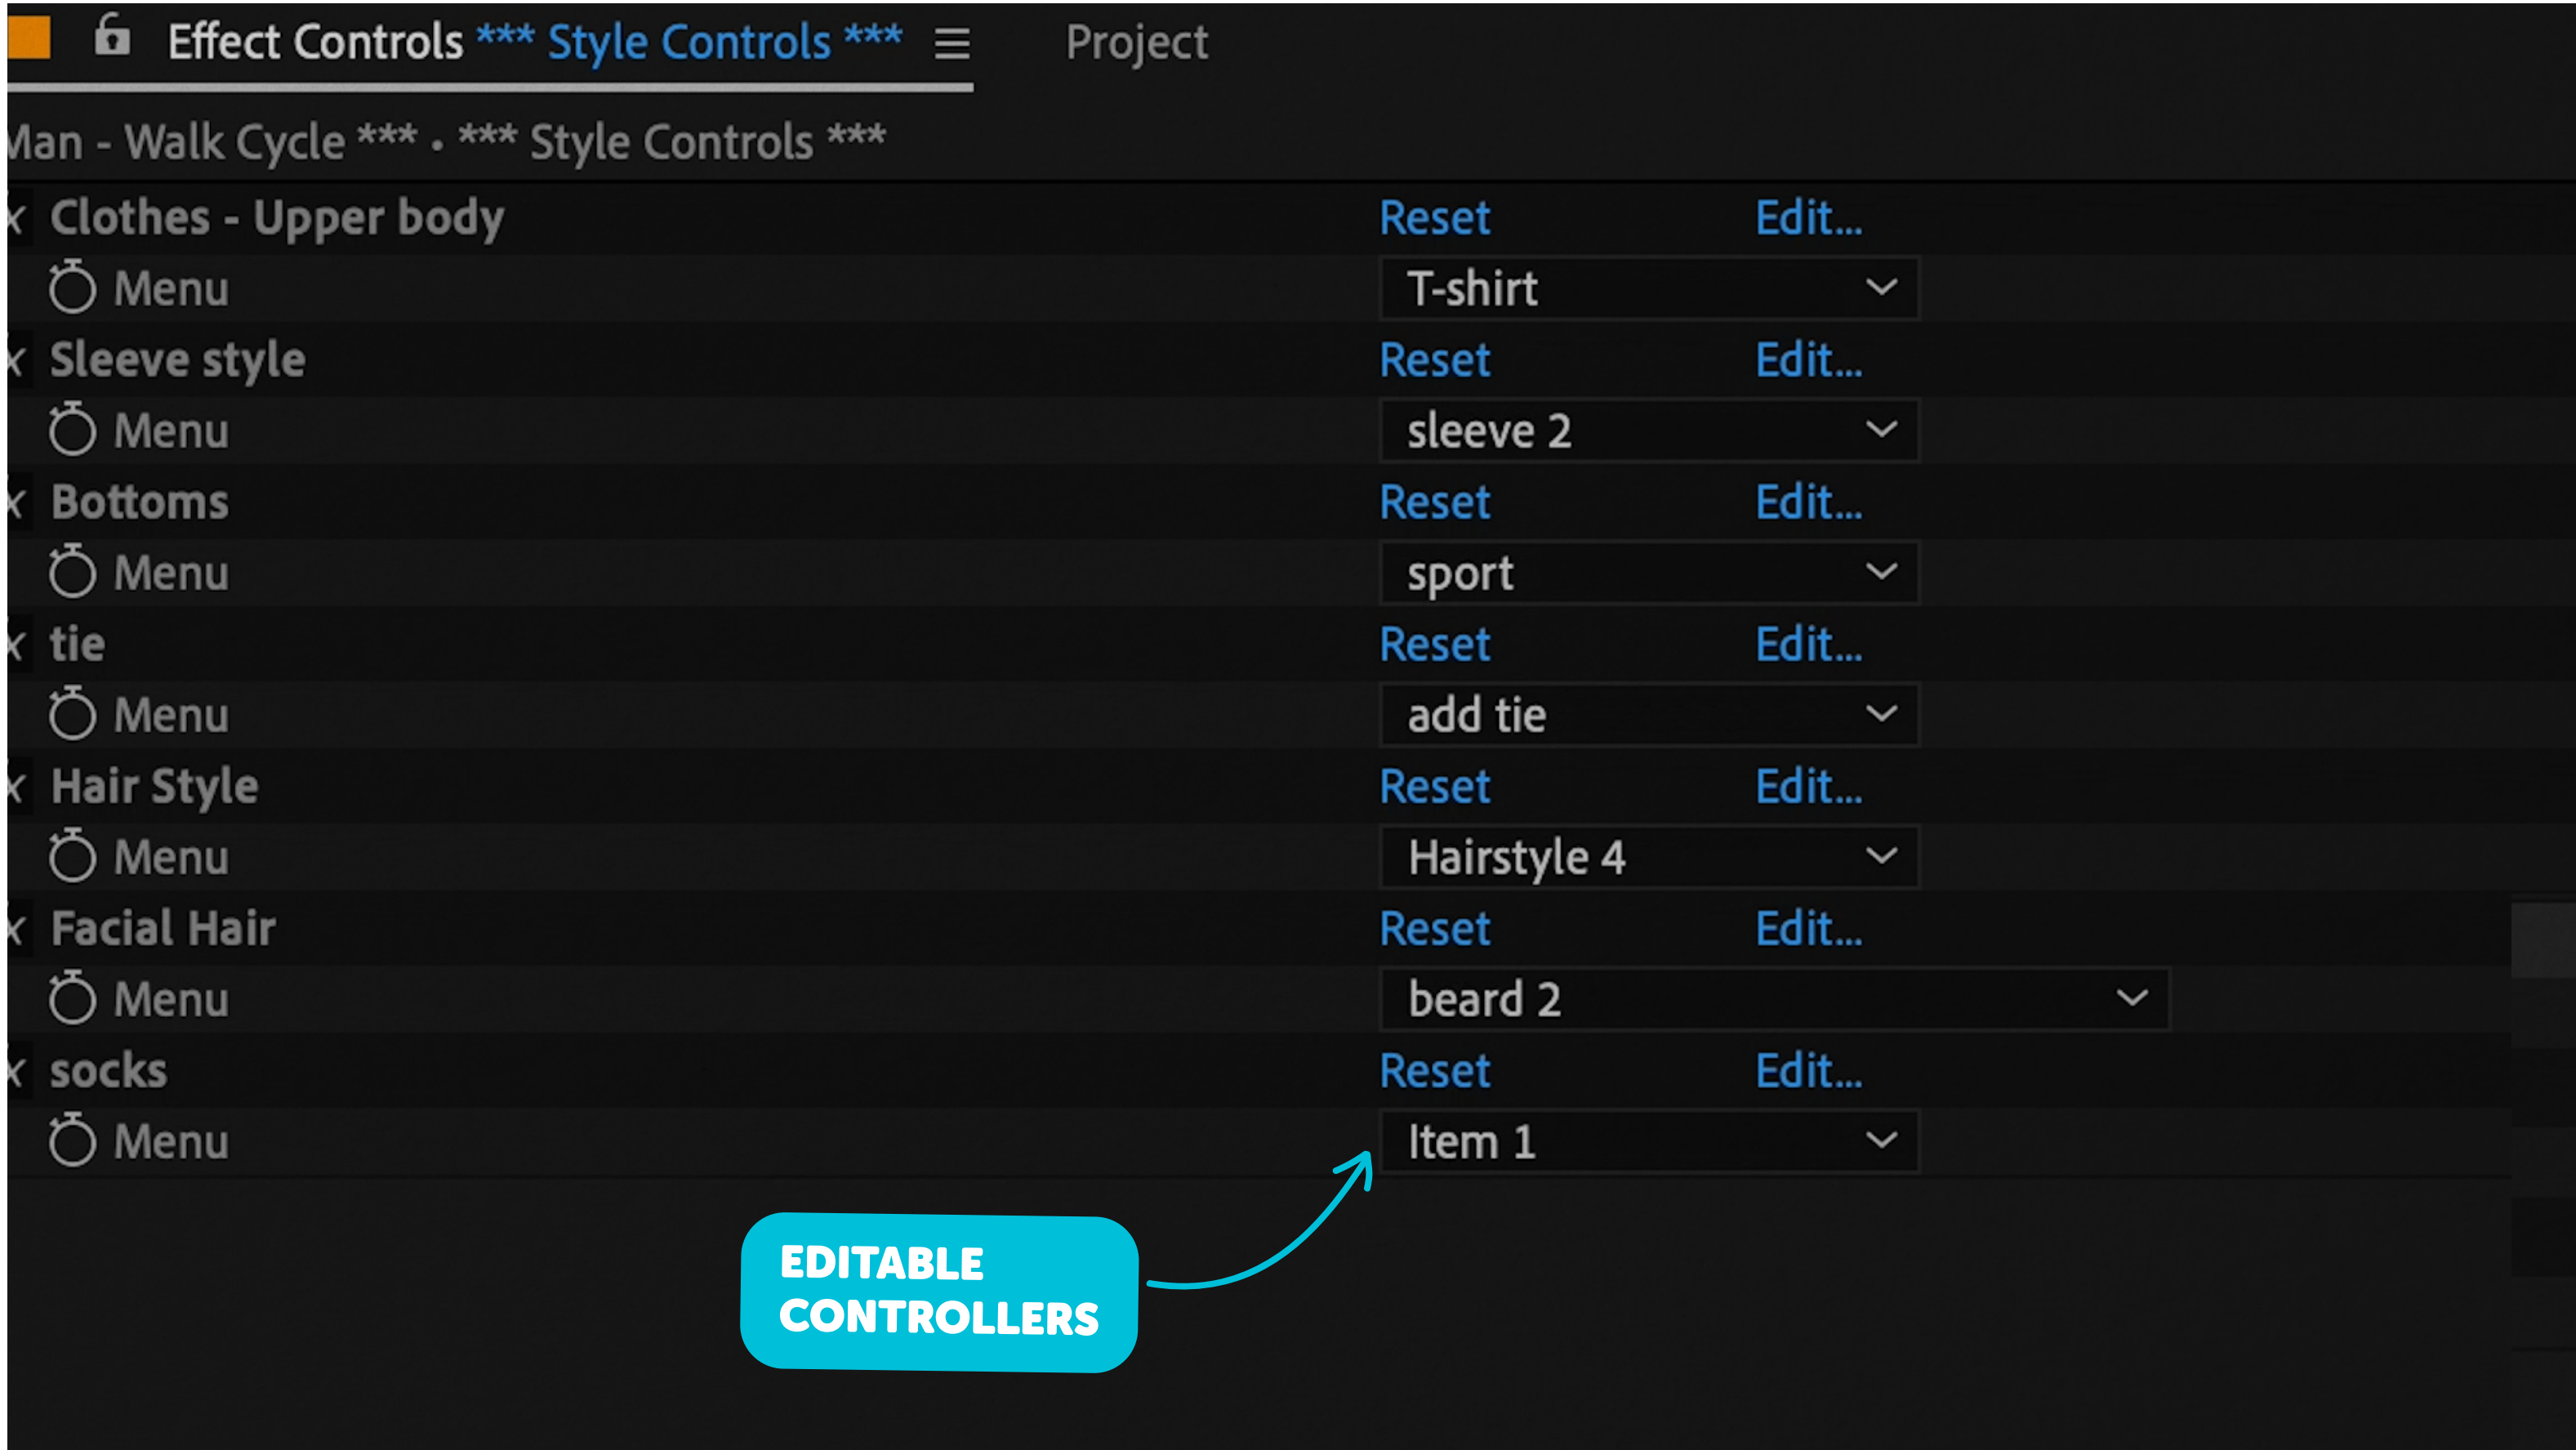 Effect Controls *** Style Controls *** Project
Man - Walk Cycle *** • *** Style Controls ***
Clothes - Upper body Reset Edit...
Menu T-shirt
Sleeve style Reset Edit...
Menu sleeve 2
Bottoms Reset Edit...
Menu sport
tie Reset Edit...
Menu add tie
Hair Style Reset Edit...
Menu Hairstyle 4
Facial Hair Reset Edit...
Menu beard 2
socks Reset Edit...
Menu Item 1
EDITABLE
CONTROLLERS